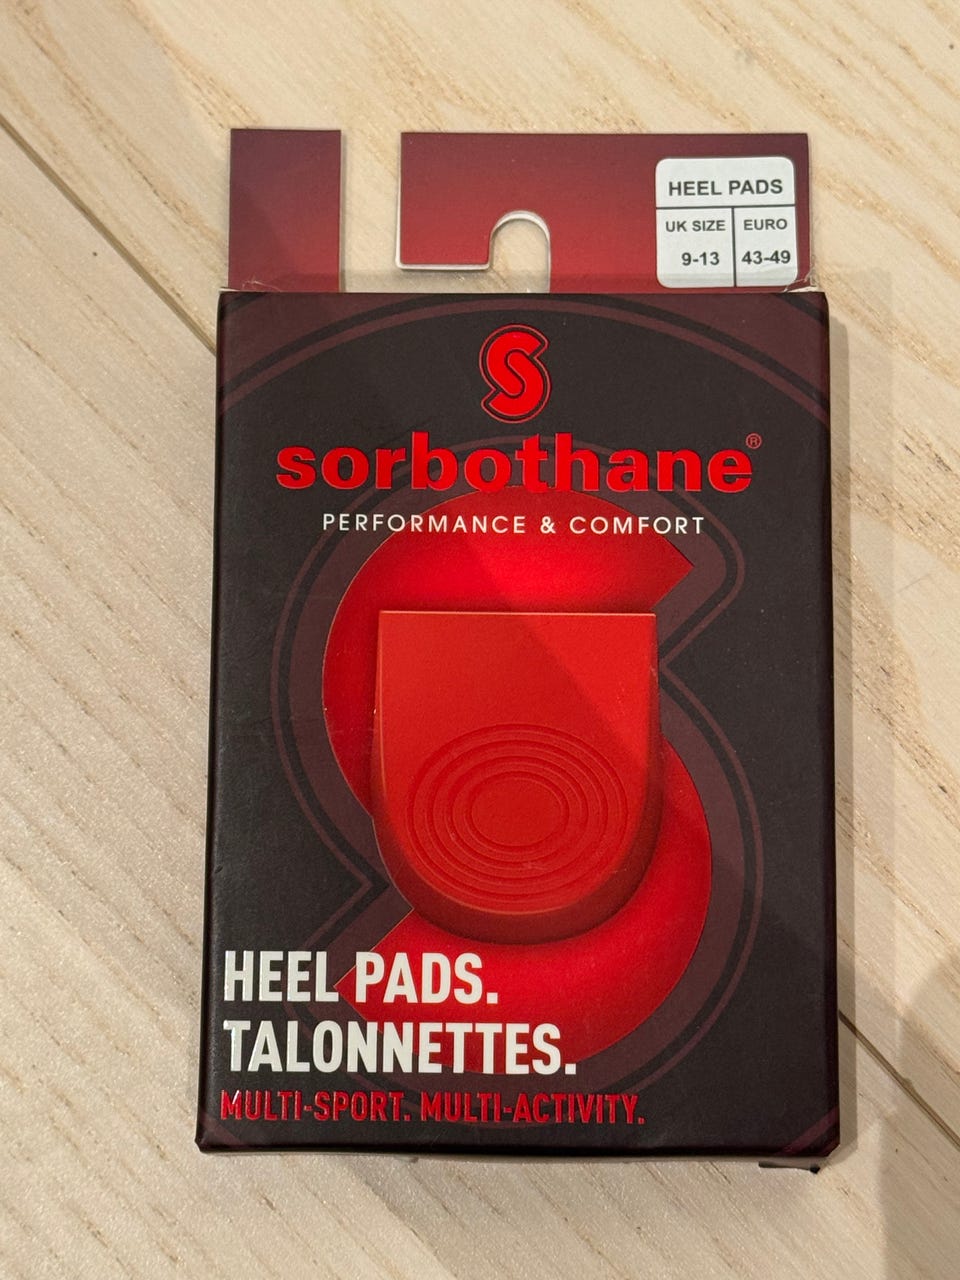 HEEL PADS
UK SIZE EURO
9-13 43-49
S
sorbothane®
PERFORMANCE & COMFORT
HEEL PADS.
TALONNETTES.
MULTI-SPORT. MULTI-ACTIVITY.